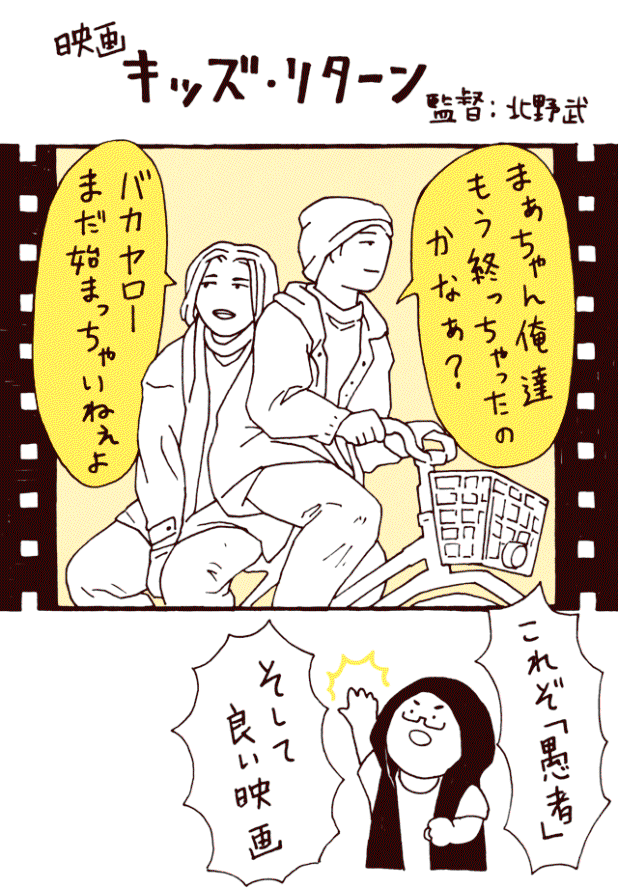 映画
キッズ・リターン
監督:北野武
まぁちゃん俺達
もう終っちゃったの
かなぁ?
バカヤロー
まだ始まっちゃいねぇよ
これぞ「愚者」
そして
良い映画